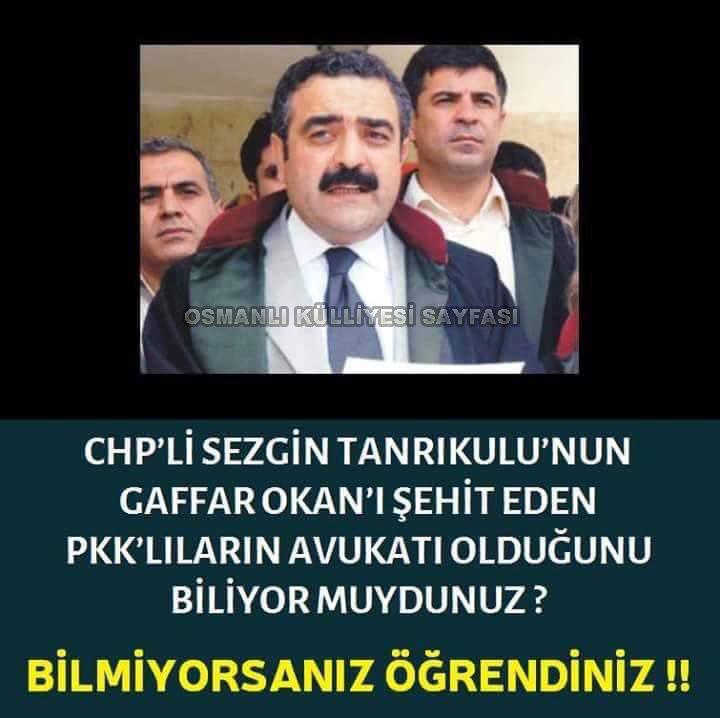 OSMANLI KÜLLİYESİ SAYFASI
CHP'Lİ SEZGİN TANRIKULU'NUN
GAFFAR OKAN'I ŞEHİT EDEN
PKK'LILARIN AVUKATI OLDUĞUNU
BİLİYOR MUYDUNUZ ?
BİLMİYORSANIZ ÖĞRENDİNİZ !!